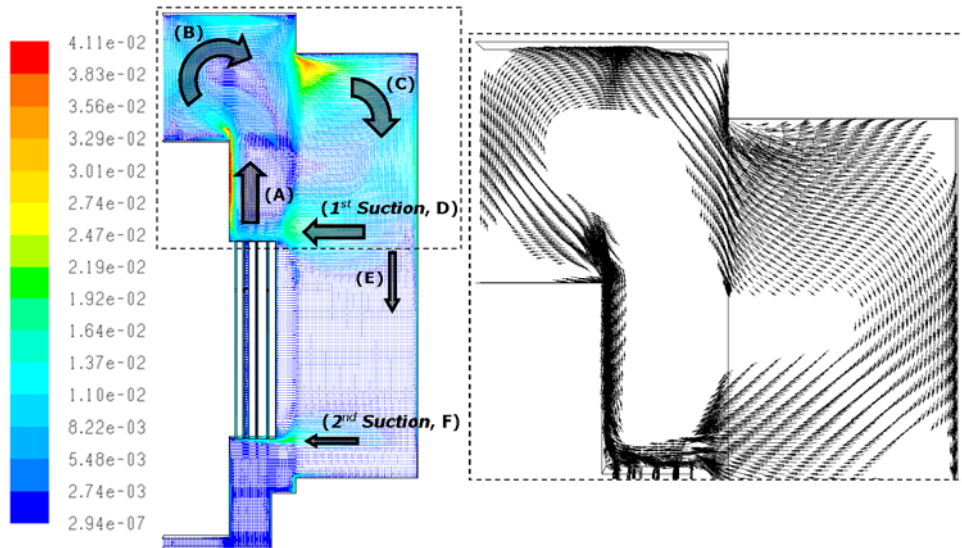 4.11e-02
3.83e-02
3.56e-02
3.29e-02
3.01e-02
2.74e-02
2.47e-02
2.19e-02
1.92e-02
1.64e-02
1.37e-02
1.10e-02
8.22e-03
5.48e-03
2.74e-03
2.94e-07
(B)
(C)
(A)
(1st Suction, D)
(E)
(2nd Suction, F)